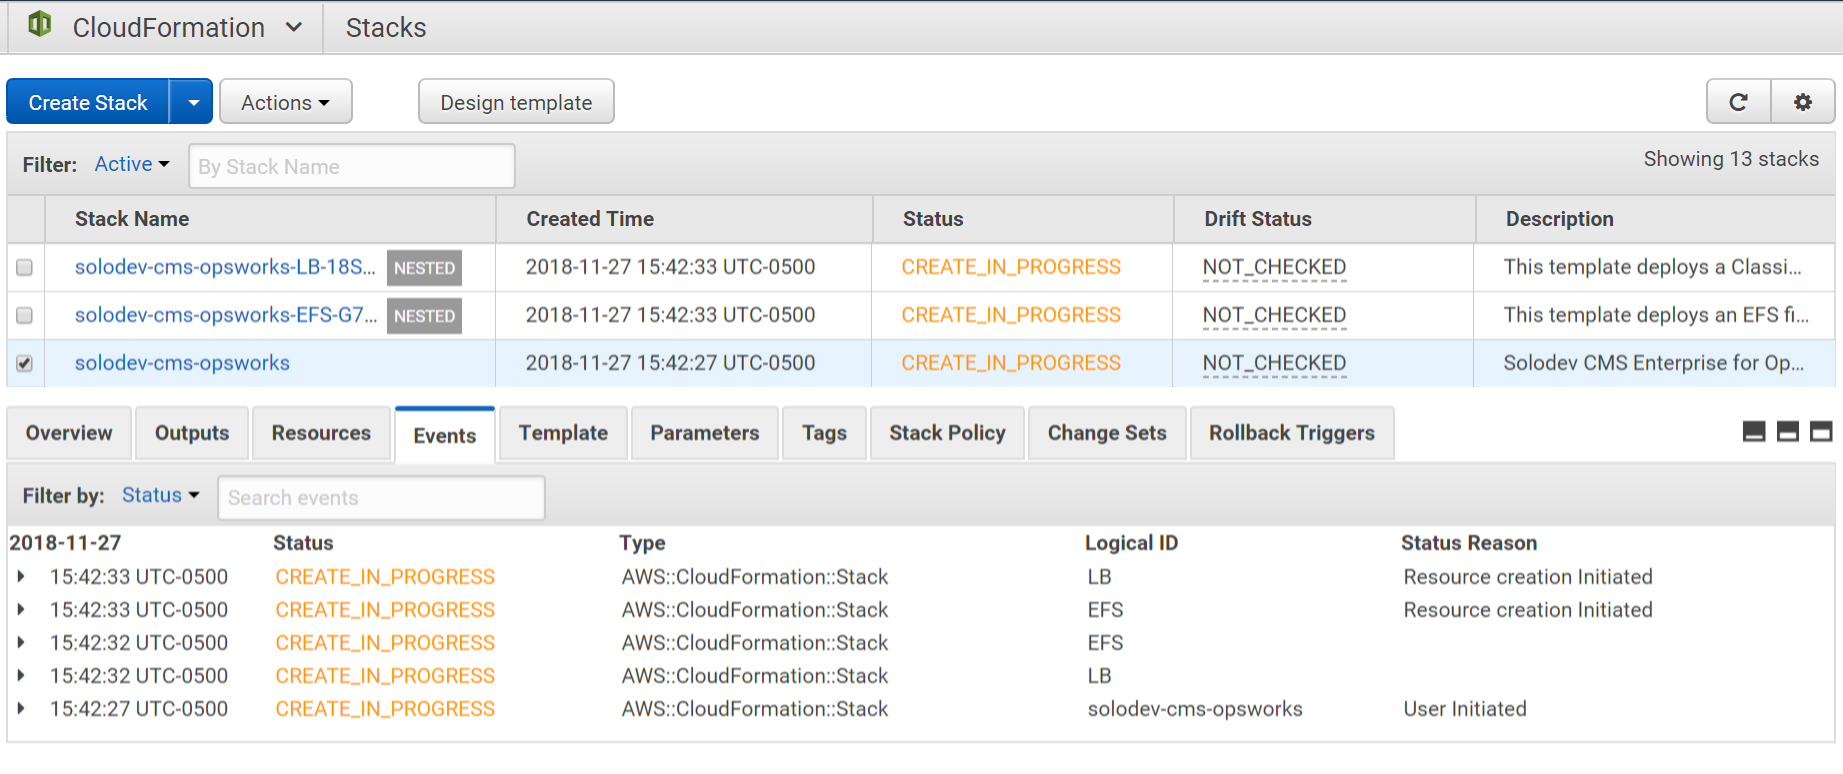 CloudFormation Stacks
Create Stack Actions Design template
Filter: Active By Stack Name Showing 13 stacks
Stack Name Created Time Status Drift Status Description
solodev-cms-opsworks-LB-18S... NESTED 2018-11-27 15:42:33 UTC-0500 CREATE_IN_PROGRESS NOT_CHECKED This template deploys a Classi...
solodev-cms-opsworks-EFS-G7... NESTED 2018-11-27 15:42:33 UTC-0500 CREATE_IN_PROGRESS NOT_CHECKED This template deploys an EFS fi...
solodev-cms-opsworks 2018-11-27 15:42:27 UTC-0500 CREATE_IN_PROGRESS NOT_CHECKED Solodev CMS Enterprise for Op...
Overview Outputs Resources Events Template Parameters Tags Stack Policy Change Sets Rollback Triggers
Filter by: Status Search events
2018-11-27 Status Type Logical ID Status Reason
15:42:33 UTC-0500 CREATE_IN_PROGRESS AWS::CloudFormation::Stack LB Resource creation Initiated
15:42:33 UTC-0500 CREATE_IN_PROGRESS AWS::CloudFormation::Stack EFS Resource creation Initiated
15:42:32 UTC-0500 CREATE_IN_PROGRESS AWS::CloudFormation::Stack EFS
15:42:32 UTC-0500 CREATE_IN_PROGRESS AWS::CloudFormation::Stack LB
15:42:27 UTC-0500 CREATE_IN_PROGRESS AWS::CloudFormation::Stack solodev-cms-opsworks User Initiated